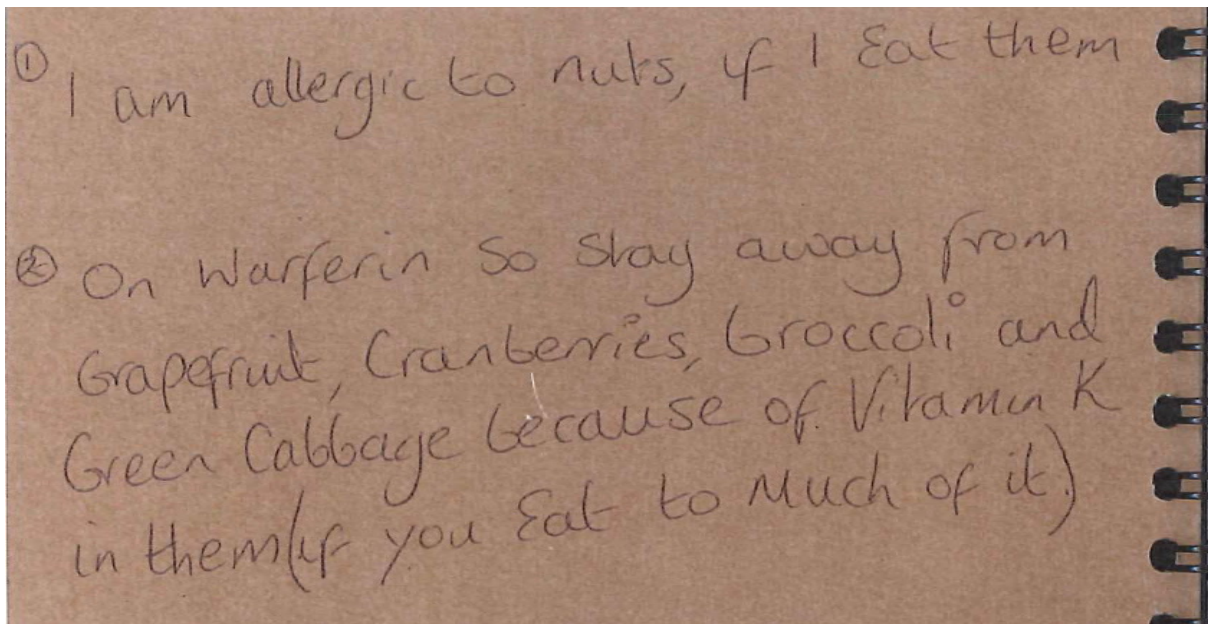 ① I am allergic to nuts, if I Eat them
② On Warferin So Stay away from
Grapefruit, Cranberries, broccoli and
Green Cabbage because of Vitamin K
in them (if you Eat to Much of it.)